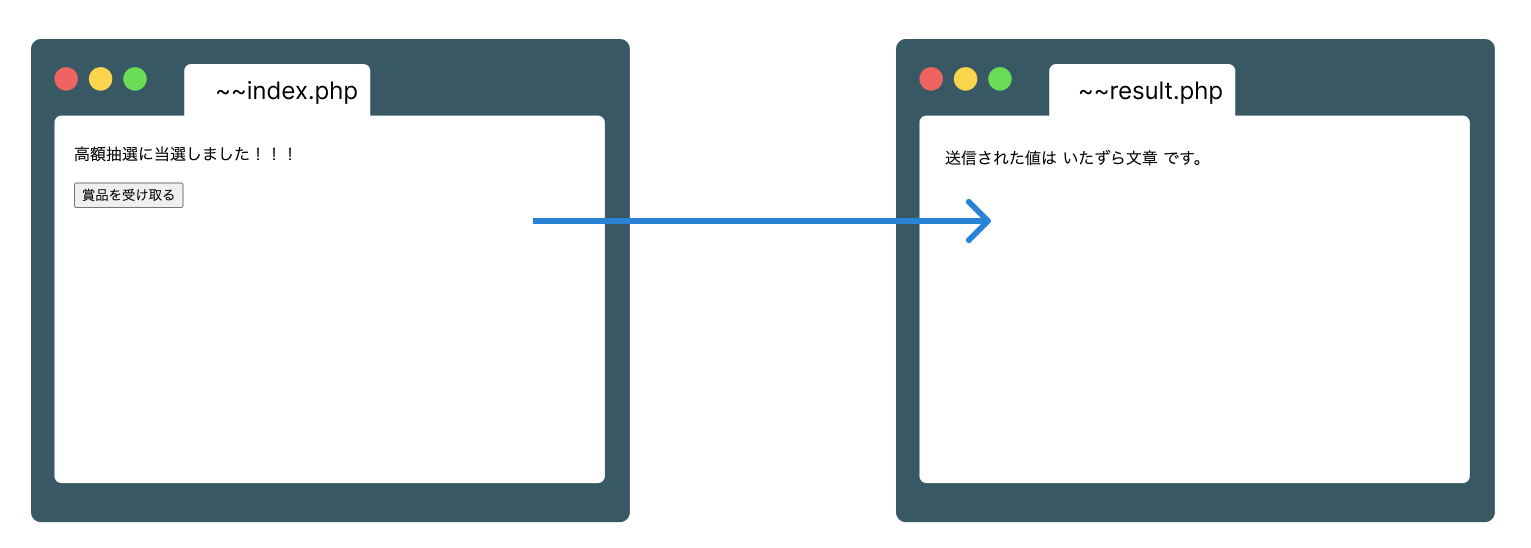 ~~index.php
高額抽選に当選しました！！！
賞品を受け取る
~~result.php
送信された値は いたずら文章 です。